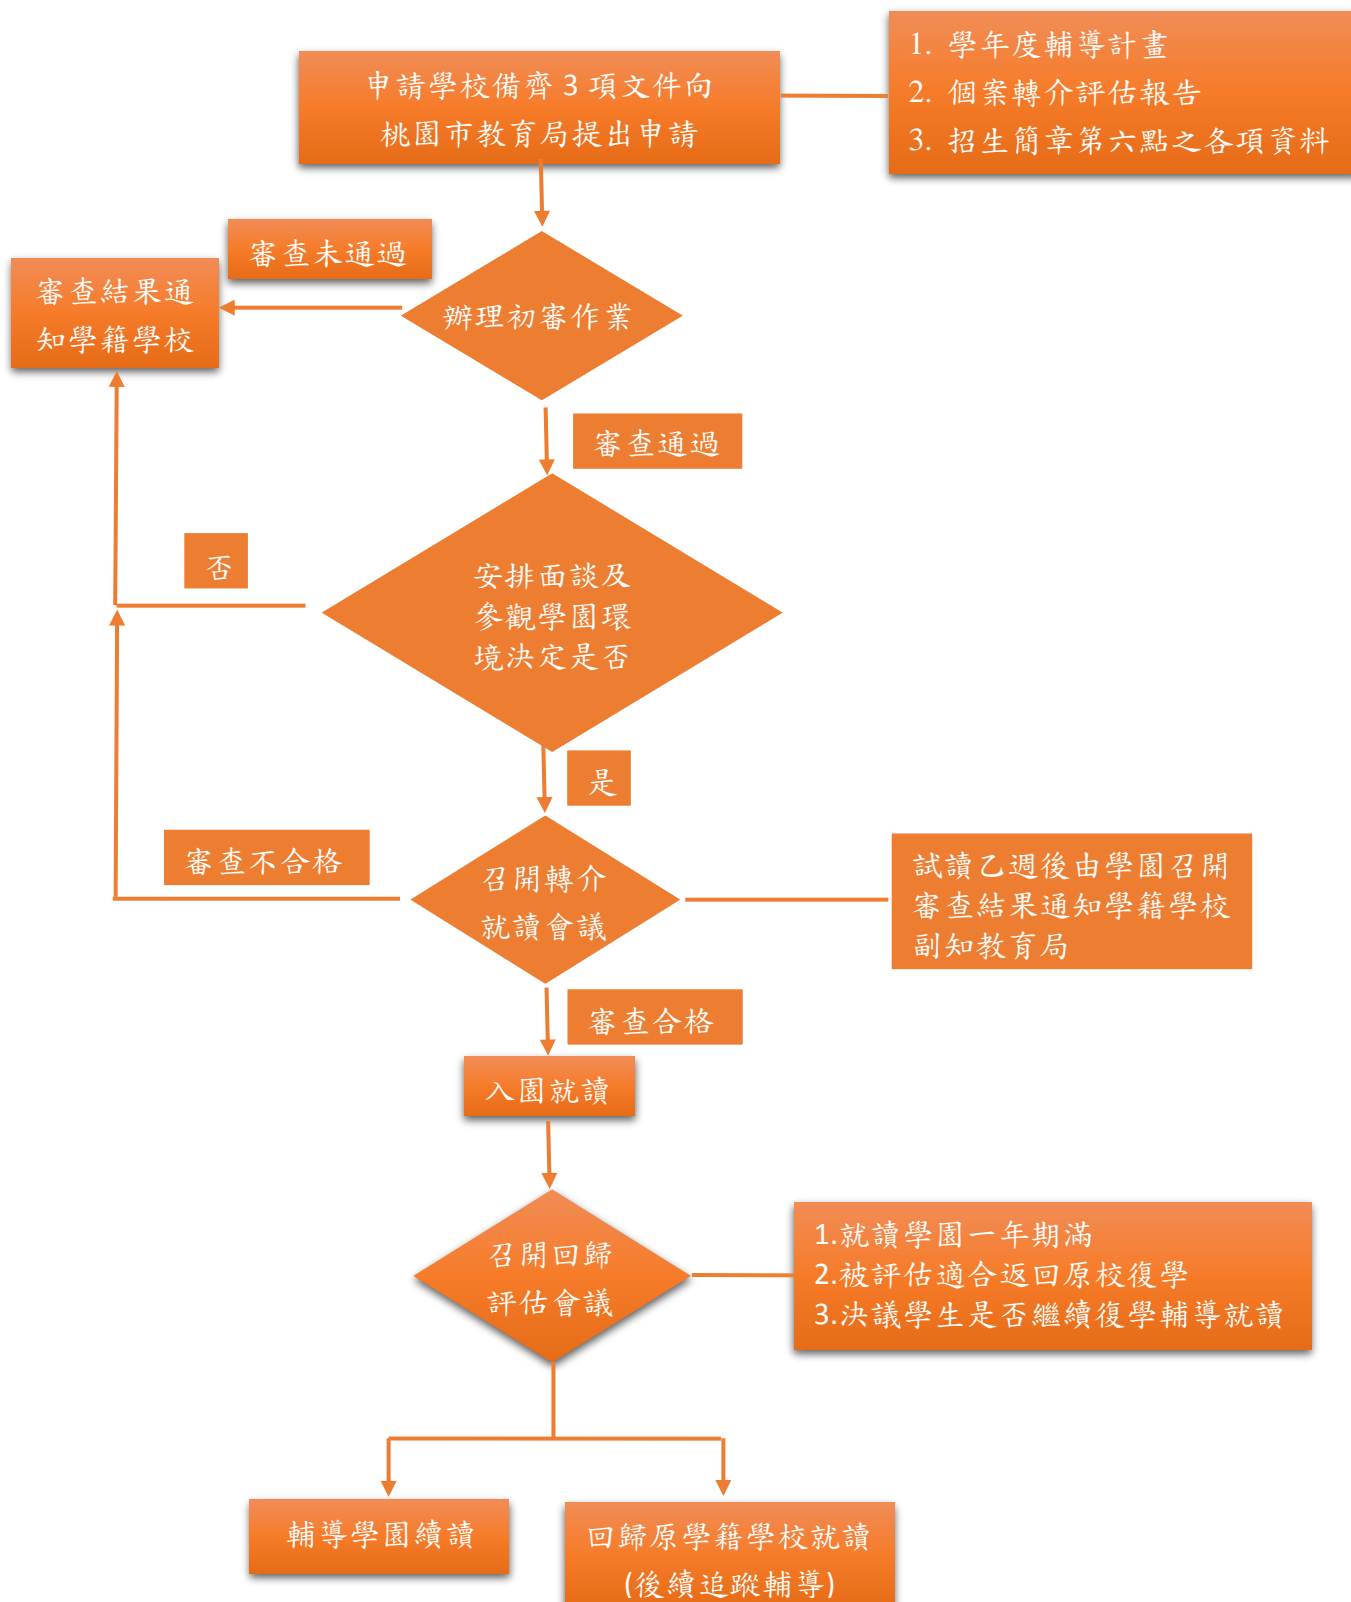 申請學校備齊 3 項文件向
桃園市教育局提出申請
1. 學年度輔導計畫
2. 個案轉介評估報告
3. 招生簡章第六點之各項資料
審查未通過
審查結果通
知學籍學校
辦理初審作業
審查通過
否
安排面談及
參觀學園環
境決定是否
是
審查不合格
召開轉介
就讀會議
試讀乙週後由學園召開
審查結果通知學籍學校
副知教育局
審查合格
入園就讀
召開回歸
評估會議
1.就讀學園一年期滿
2.被評估適合返回原校復學
3.決議學生是否繼續復學輔導就讀
輔導學園續讀
回歸原學籍學校就讀
(後續追蹤輔導)